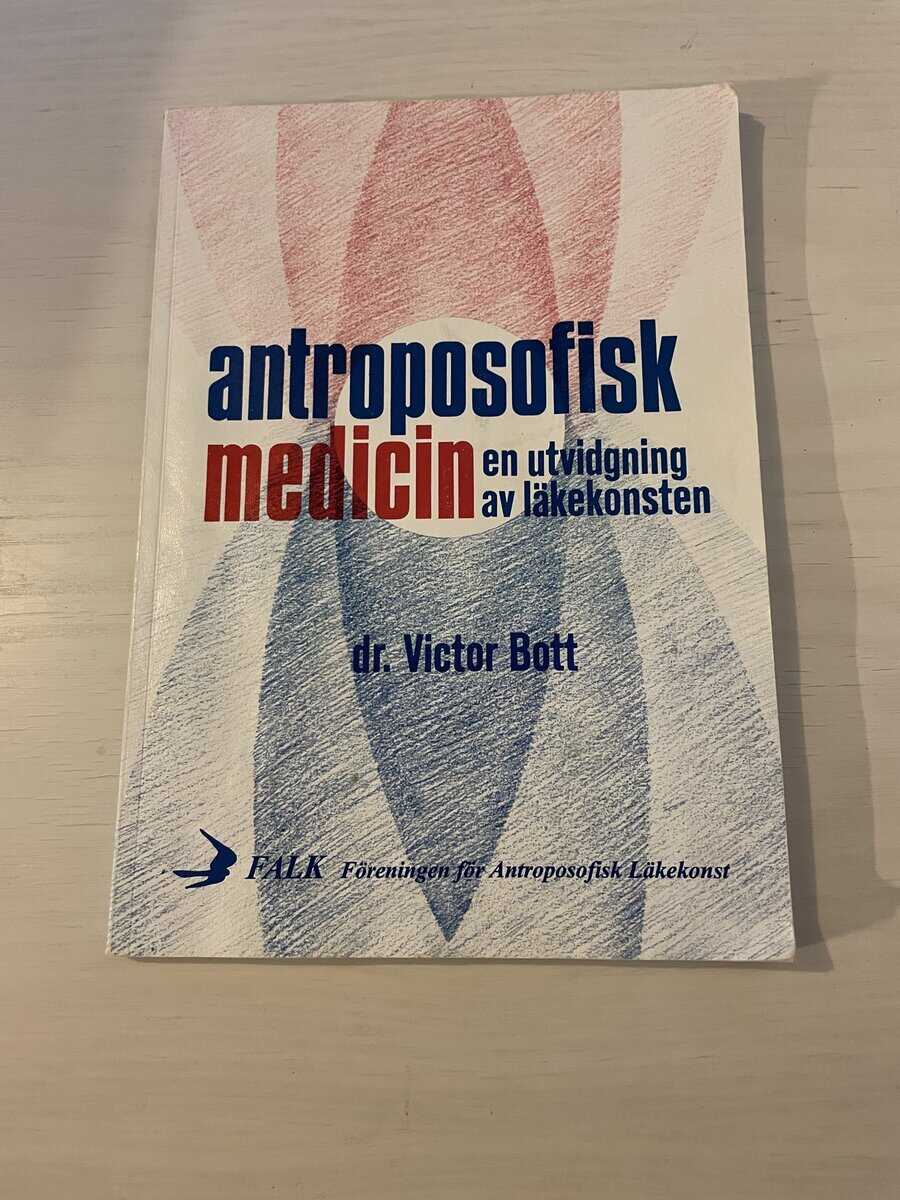 antroposofisk
medicin en utvidgning
av läkekonsten
dr. Victor Bott
FALK Föreningen för Antroposofisk Läkekonst